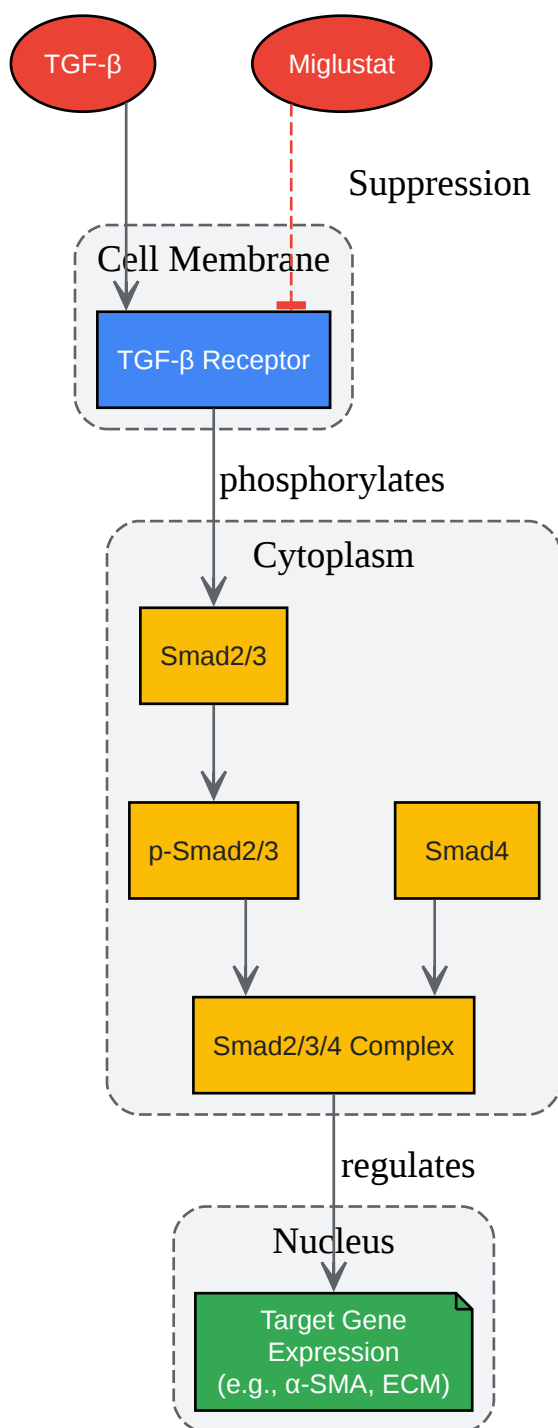 TGF-β
Miglustat
Suppression
Cell Membrane
TGF-β Receptor
phosphorylates
Cytoplasm
Smad2/3
p-Smad2/3
Smad4
Smad2/3/4 Complex
regulates
Nucleus
Target Gene
Expression
(e.g., α-SMA, ECM)